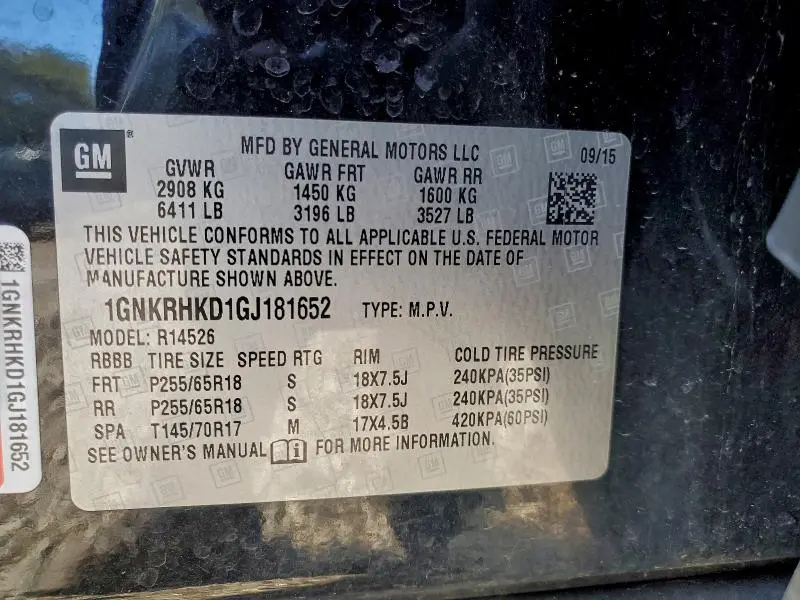 GM
®
MFD BY GENERAL MOTORS LLC
09/15
GVWR GAWR FRT GAWR RR
2908 KG 1450 KG 1600 KG
6411 LB 3196 LB 3527 LB
THIS VEHICLE CONFORMS TO ALL APPLICABLE U.S. FEDERAL MOTOR
VEHICLE SAFETY STANDARDS IN EFFECT ON THE DATE OF
MANUFACTURE SHOWN ABOVE.
1GNKRHKD1GJ181652 TYPE: M.P.V.
MODEL: R14526
RBBB TIRE SIZE SPEED RTG RIM COLD TIRE PRESSURE
FRT P255/65R18 S 18X7.5J 240KPA(35PSI)
RR P255/65R18 S 18X7.5J 240KPA(35PSI)
SPA T145/70R17 M 17X4.5B 420KPA(60PSI)
SEE OWNER'S MANUAL FOR MORE INFORMATION.
1GNKRHKD1GJ181652